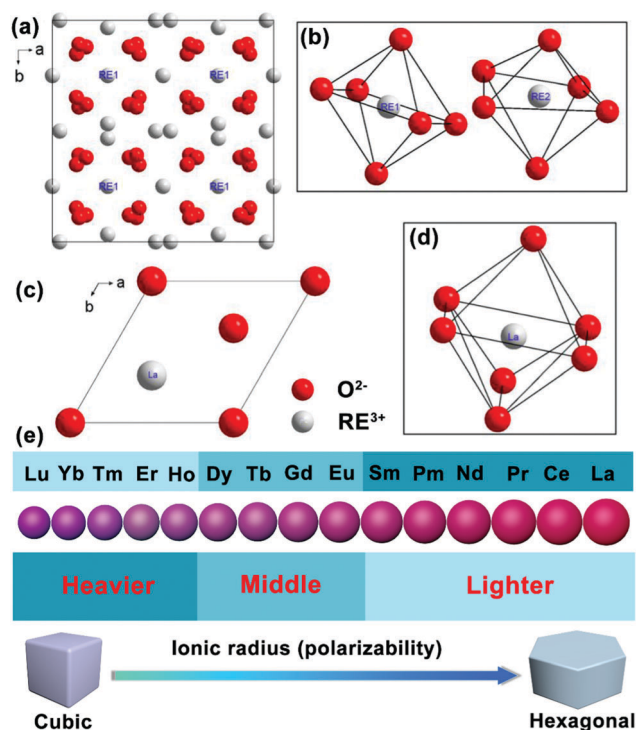 (a)
a
b
RE1 RE1
RE1 RE1
(b)
RE1
RE2
(c)
a
b
La
O²⁻
RE³⁺
(d)
La
(e)
Lu Yb Tm Er Ho Dy Tb Gd Eu Sm Pm Nd Pr Ce La
Heavier Middle Lighter
Ionic radius (polarizability)
Cubic Hexagonal